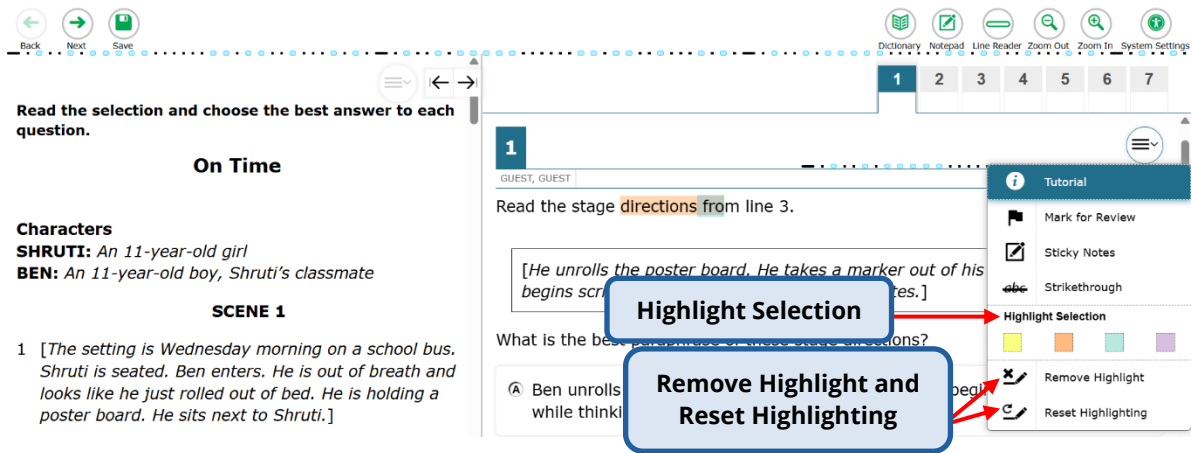 Back Next Save
Dictionary Notepad Line Reader Zoom Out Zoom In System Settings
Read the selection and choose the best answer to each
question.
On Time
Characters
SHRUTI: An 11-year-old girl
BEN: An 11-year-old boy, Shruti’s classmate
SCENE 1
1 [The setting is Wednesday morning on a school bus.
Shruti is seated. Ben enters. He is out of breath and
looks like he just rolled out of bed. He is holding a
poster board. He sits next to Shruti.]
1 2 3 4 5 6 7
1
GUEST, GUEST
Read the stage directions from line 3.
[He unrolls the poster board. He takes a marker out of his
begins
What is the best paraphrase of these stage directions?
A Ben unrolls
while
Tutorial
Mark for Review
Sticky Notes
abc Strikethrough
Highlight Selection
Remove Highlight
Reset Highlighting
Highlight Selection
Remove Highlight and
Reset Highlighting